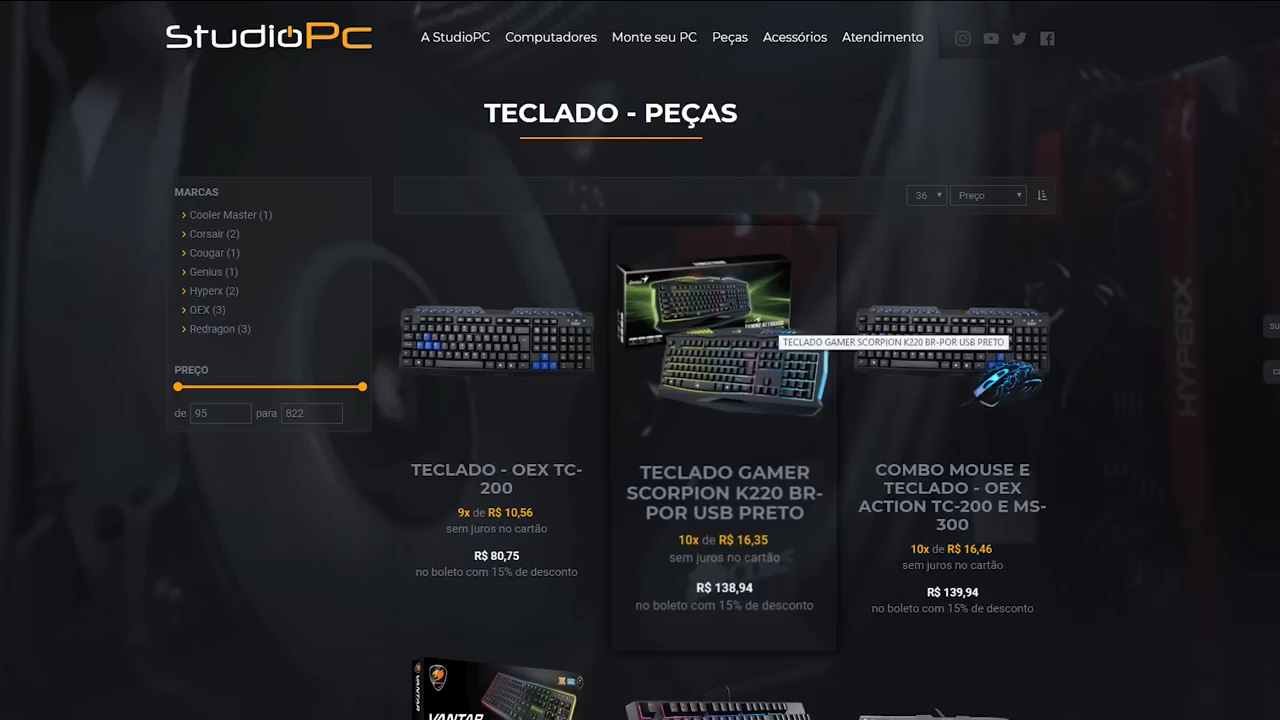 StudioPc
A StudioPC Computadores Monte seu PC Peças Acessórios Atendimento
TECLADO - PEÇAS
MARCAS
Cooler Master (1)
Corsair (2)
Cougar (1)
Genius (1)
Hyperx (2)
OEX (3)
Redragon (3)
PREÇO
de 95 para 822
36 Preço
TECLADO GAMER SCORPION K220 BR-POR USB PRETO
TECLADO - OEX TC-
200
9x de R$ 10,56
sem juros no cartão
R$ 80,75
no boleto com 15% de desconto
TECLADO GAMER
SCORPION K220 BR-
POR USB PRETO
10x de R$ 16,35
sem juros no cartão
R$ 138,94
no boleto com 15% de desconto
COMBO MOUSE E
TECLADO - OEX
ACTION TC-200 E MS-
300
10x de R$ 16,46
sem juros no cartão
R$ 139,94
no boleto com 15% de desconto
HYPERX
VANTAR
VANTAR
su
ca